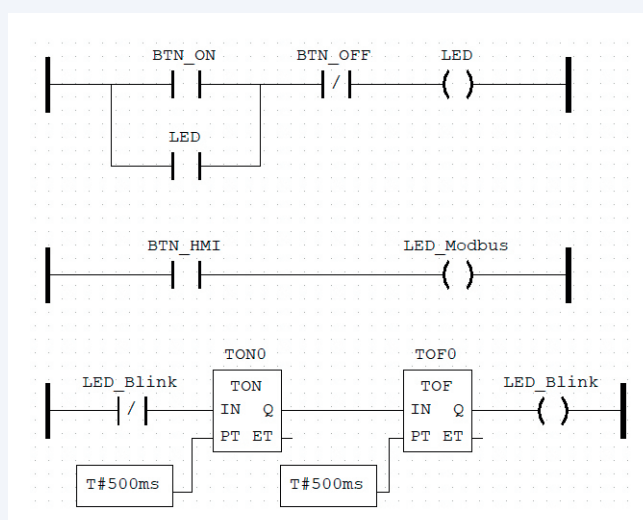 BTN_ON BTN_OFF LED
/
LED
BTN_HMI LED_Modbus
TON0 TOF0
LED_Blink TON TOF LED_Blink
/ IN Q IN Q
PT ET PT ET
T#500ms T#500ms